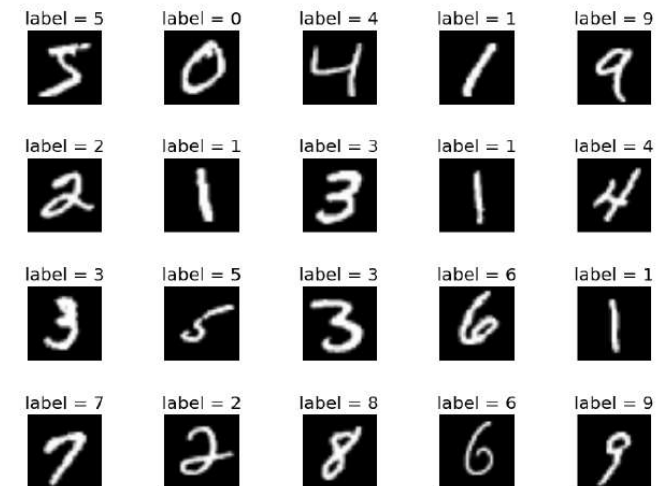 label = 5 label = 0 label = 4 label = 1 label = 9
5 0 4 1 9
label = 2 label = 1 label = 3 label = 1 label = 4
2 1 3 1 4
label = 3 label = 5 label = 3 label = 6 label = 1
3 5 3 6 1
label = 7 label = 2 label = 8 label = 6 label = 9
7 2 8 6 9